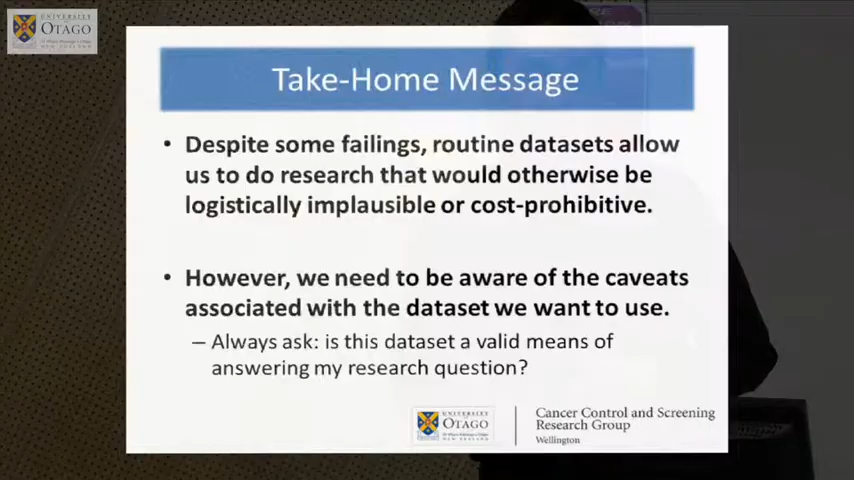 UNIVERSITY
of
OTAGO
NEW ZEALAND
Take-Home Message
• Despite some failings, routine datasets allow
us to do research that would otherwise be
logistically implausible or cost-prohibitive.
• However, we need to be aware of the caveats
associated with the dataset we want to use.
– Always ask: is this dataset a valid means of
answering my research question?
UNIVERSITY
of
OTAGO
Cancer Control and Screening
Research Group
Wellington